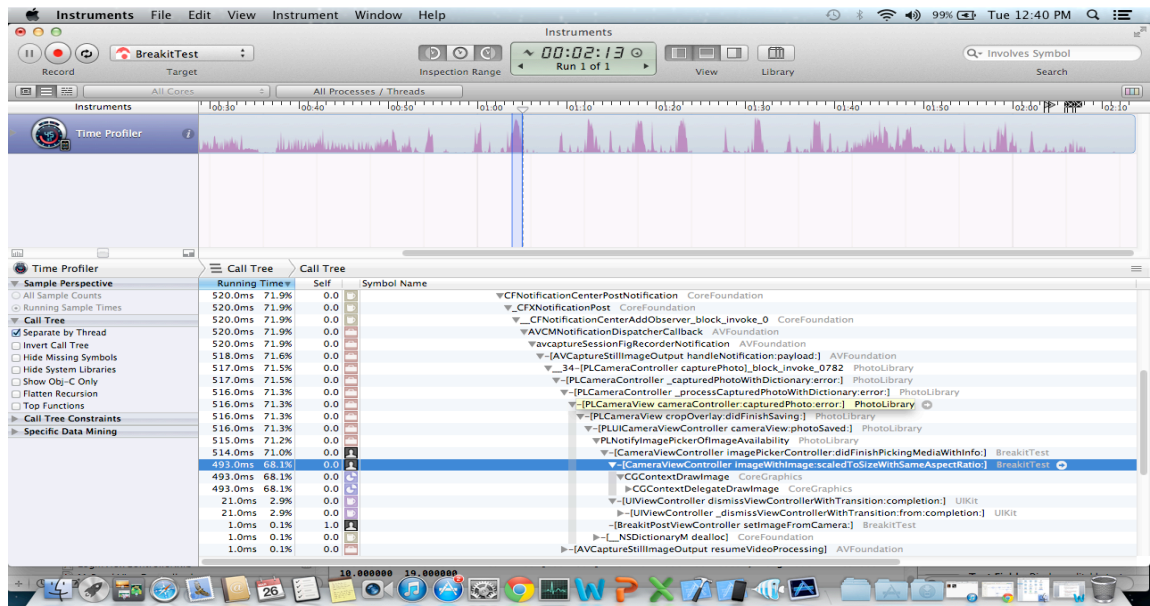 Instruments File Edit View Instrument Window Help 99% Tue 12:40 PM
Instruments
BreakitTest 00:02:13 Involves Symbol
Run 1 of 1
Record Target Inspection Range View Library Search
All Cores All Processes / Threads
Instruments 00:30 00:40 00:50 01:00 01:10 01:20 01:30 01:40 01:50 02:00 02:10
Time Profiler
Time Profiler Call Tree Call Tree
Sample Perspective Running Time Self Symbol Name
All Sample Counts 520.0ms 71.9% 0.0 CFNotificationCenterPostNotification CoreFoundation
Running Sample Times 520.0ms 71.9% 0.0 _CFXNotificationPost CoreFoundation
Call Tree 520.0ms 71.9% 0.0 __CFNotificationCenterAddObserver_block_invoke_0 CoreFoundation
Separate by Thread 520.0ms 71.9% 0.0 AVCMNotificationDispatcherCallback AVFoundation
Invert Call Tree 520.0ms 71.9% 0.0 avcaptureSessionFigRecorderNotification AVFoundation
Hide Missing Symbols 518.0ms 71.6% 0.0 -[AVCaptureStillImageOutput handleNotification:payload:] AVFoundation
Hide System Libraries 517.0ms 71.5% 0.0 __34-[PLCameraController capturePhoto]_block_invoke_0782 PhotoLibrary
Show Obj-C Only 517.0ms 71.5% 0.0 -[PLCameraController _capturedPhotoWithDictionary:error:] PhotoLibrary
Flatten Recursion 516.0ms 71.3% 0.0 -[PLCameraController _processCapturedPhotoWithDictionary:error:] PhotoLibrary
Top Functions 516.0ms 71.3% 0.0 -[PLCameraView cameraController:capturedPhoto:error:] PhotoLibrary
Call Tree Constraints 516.0ms 71.3% 0.0 -[PLCameraView cropOverlay:didFinishSaving:] PhotoLibrary
Specific Data Mining 516.0ms 71.3% 0.0 -[PLUICameraViewController cameraView:photoSaved:] PhotoLibrary
515.0ms 71.2% 0.0 PLNotifyImagePickerOfImageAvailability PhotoLibrary
514.0ms 71.0% 0.0 -[CameraViewController imagePickerController:didFinishPickingMediaWithInfo:] BreakitTest
493.0ms 68.1% 0.0 -[CameraViewController imageWithImage:scaledToSizeWithSameAspectRatio:] BreakitTest
493.0ms 68.1% 0.0 CGContextDrawImage CoreGraphics
493.0ms 68.1% 0.0 CGContextDelegateDrawImage CoreGraphics
21.0ms 2.9% 0.0 -[UIViewController dismissViewControllerWithTransition:completion:] UIKit
21.0ms 2.9% 0.0 -[UIViewController _dismissViewControllerWithTransition:from:completion:] UIKit
1.0ms 0.1% 1.0 -[BreakitPostViewController setImageFromCamera:] BreakitTest
1.0ms 0.1% 0.0 -[__NSDictionaryM dealloc] CoreFoundation
1.0ms 0.1% 0.0 -[AVCaptureStillImageOutput resumeVideoProcessing] AVFoundation
10.000000 19.000000
26